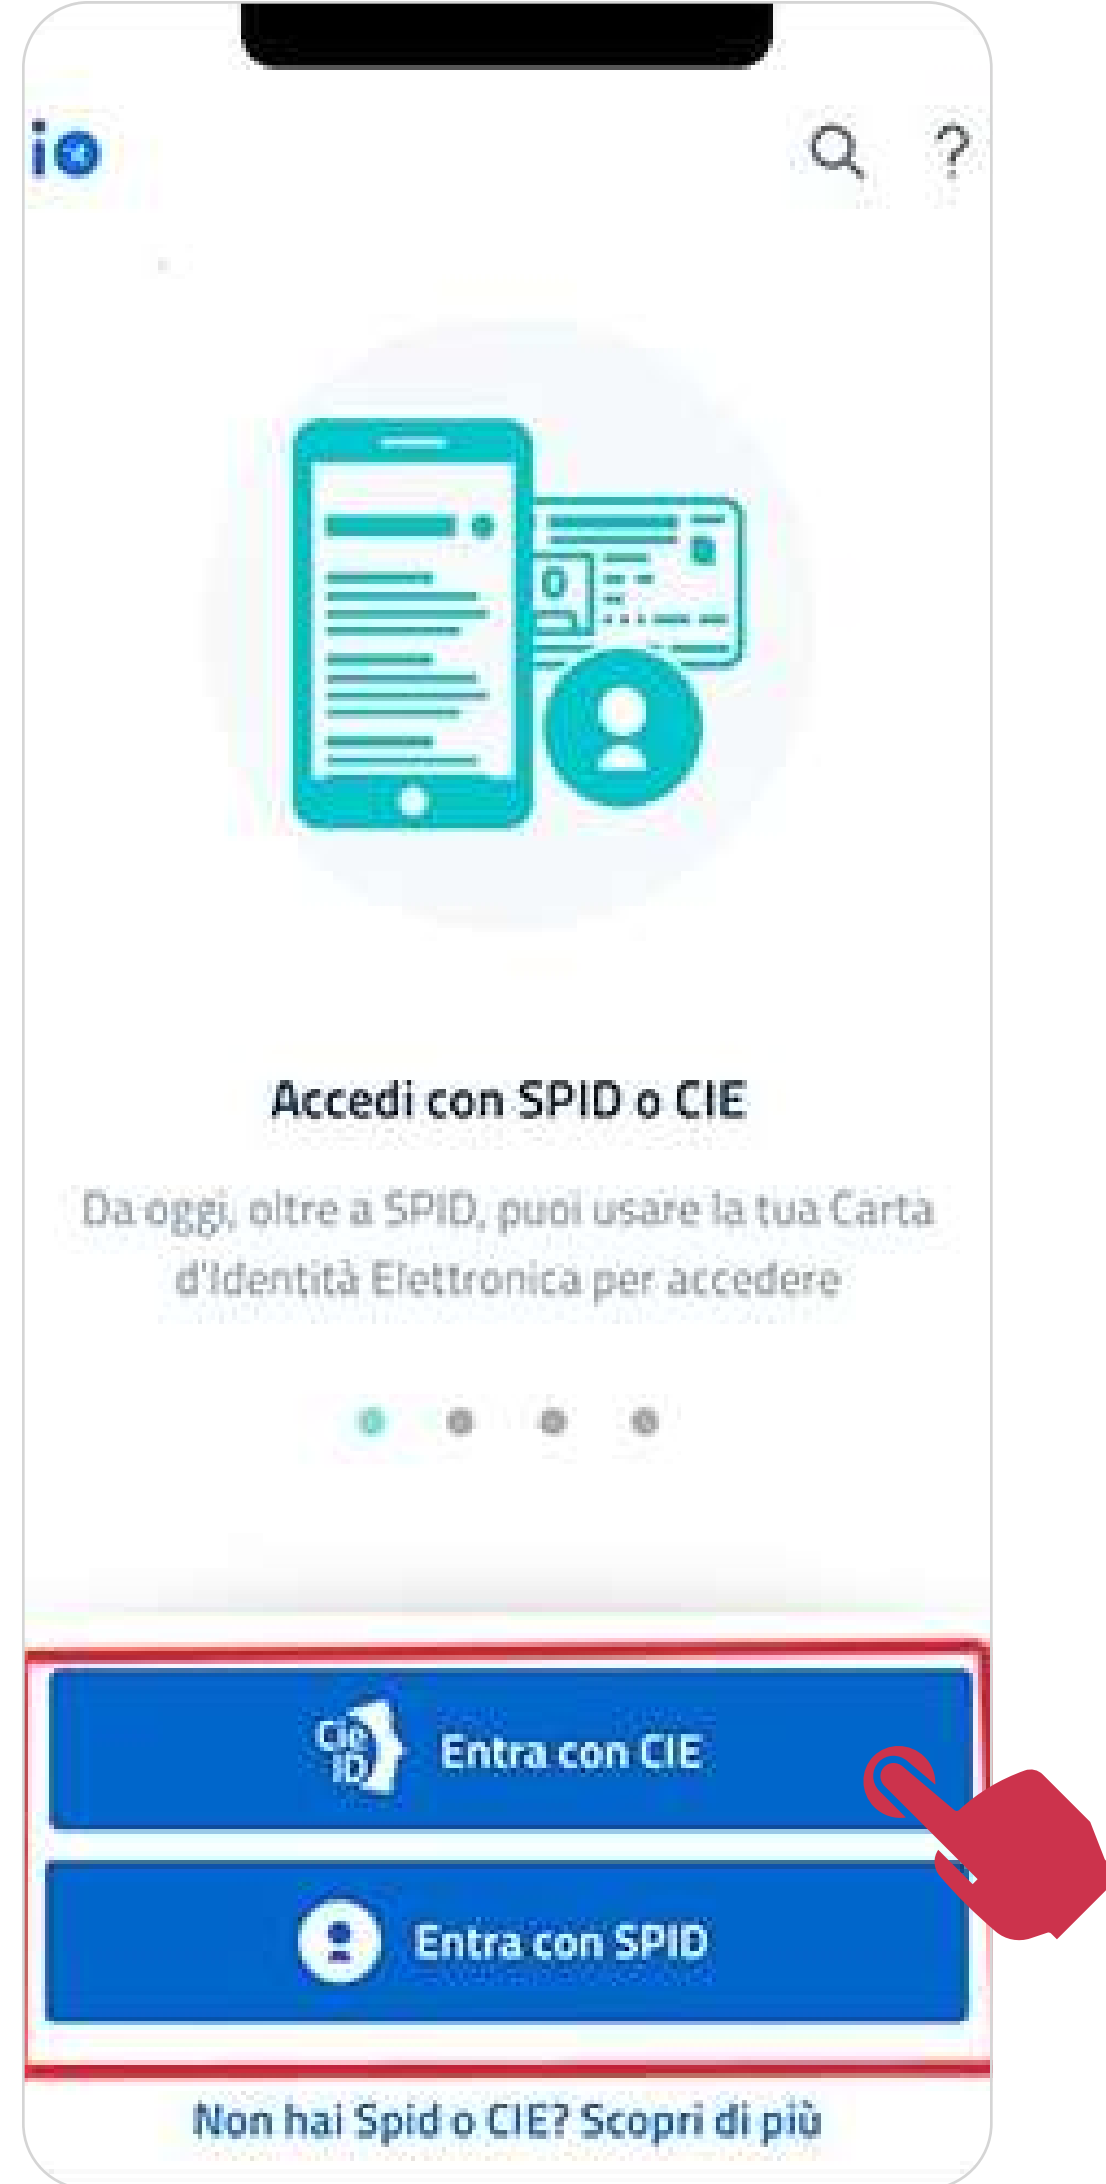 io
?
Accedi con SPID o CIE
Da oggi, oltre a SPID, puoi usare la tua Carta
d'Identità Elettronica per accedere
Cie
iD
Entra con CIE
Entra con SPID
Non hai Spid o CIE? Scopri di più